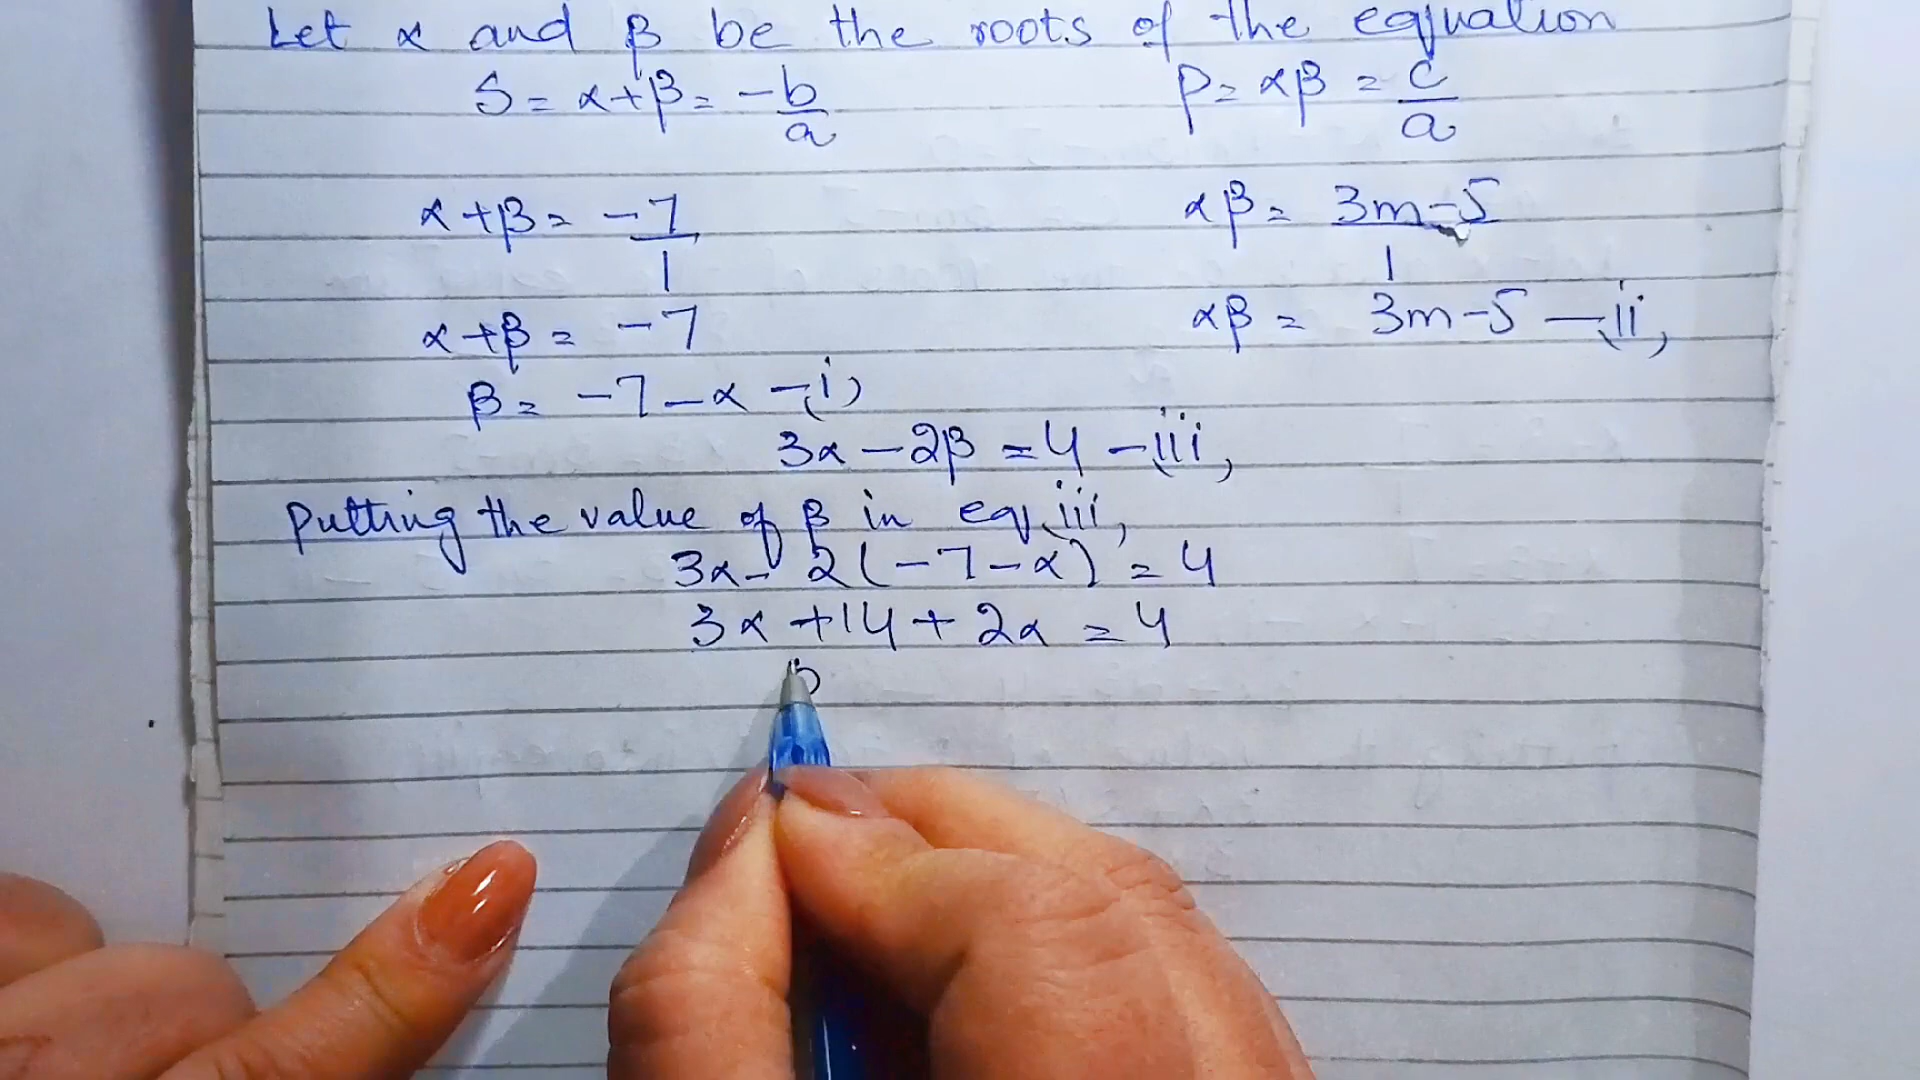 Let α and β be the roots of the equation
S = α+β = -b/a P = αβ = c/a
α+β = -7/1 αβ = 3m-5/1
α+β = -7 αβ = 3m-5 —(ii)
β = -7-α —(i)
3α-2β = 4 —(iii)
Putting the value of β in eq (iii)
3α-2(-7-α) = 4
3α+14+2α = 4
5